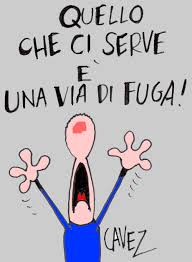 QUELLO
CHE CI SERVE
E'
UNA VIA DI FUGA!
CAVEZ